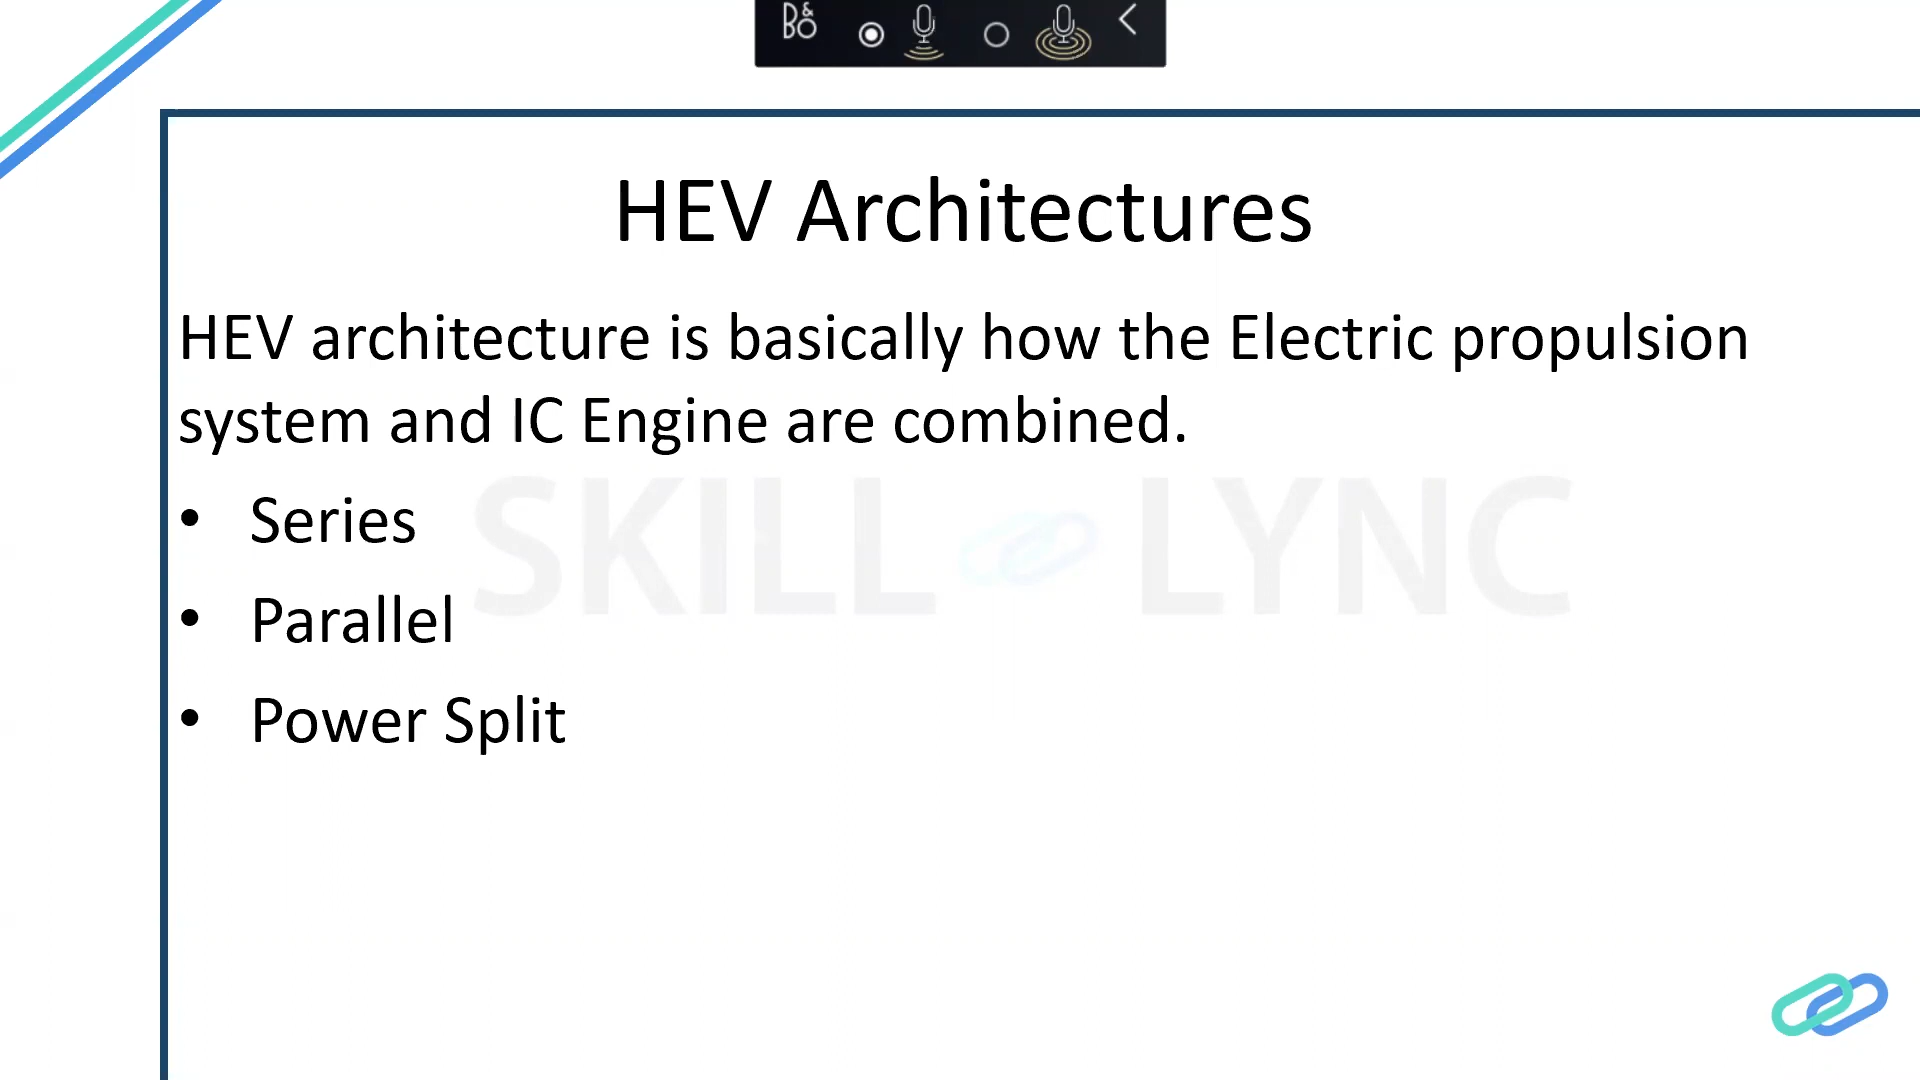 B&O
HEV Architectures
HEV architecture is basically how the Electric propulsion
system and IC Engine are combined.
SKILL LYNC
• Series
• Parallel
• Power Split